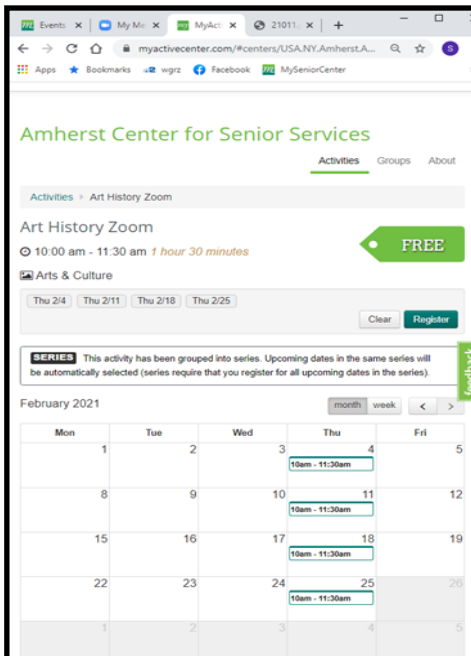 Events
My Me
MyActi
21011
myactivecenter.com/#centers/USA.NY.Amherst.A...
S
Apps Bookmarks wgrz Facebook MySeniorCenter
Amherst Center for Senior Services
Activities Groups About
Activities Art History Zoom
Art History Zoom
10:00 am - 11:30 am 1 hour 30 minutes
FREE
Arts & Culture
Thu 2/4 Thu 2/11 Thu 2/18 Thu 2/25
Clear Register
SERIES This activity has been grouped into series. Upcoming dates in the same series will
be automatically selected (series require that you register for all upcoming dates in the series).
feedback
February 2021 month week < >
Mon Tue Wed Thu Fri
1 2 3 4 5
10am - 11:30am
8 9 10 11 12
10am - 11:30am
15 16 17 18 19
10am - 11:30am
22 23 24 25 26
10am - 11:30am
1 2 3 4 5